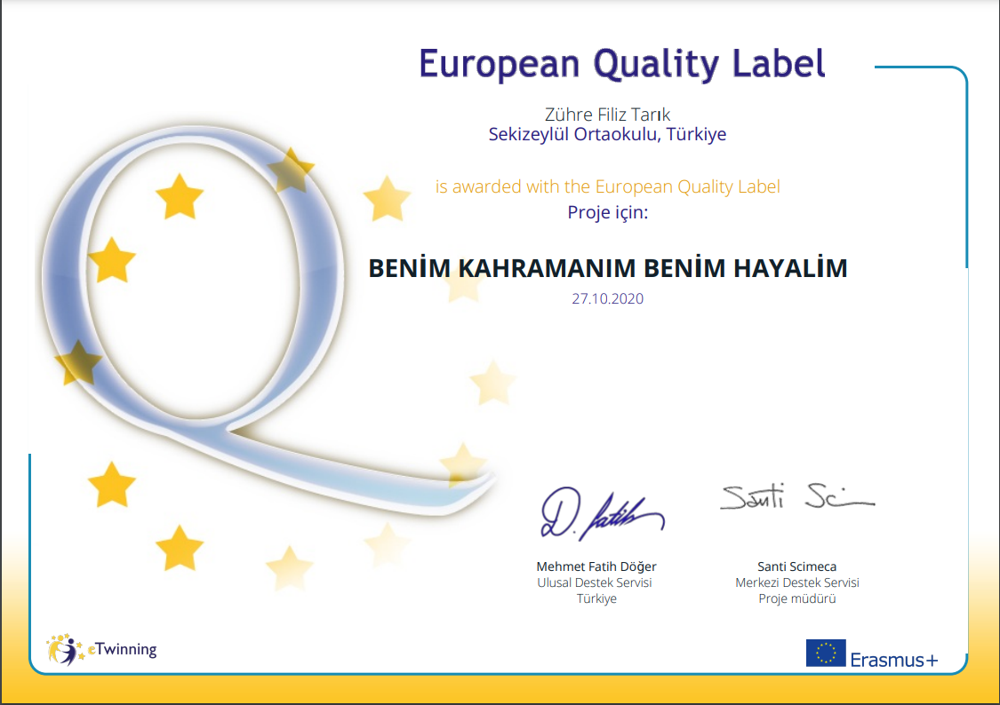 European Quality Label
Zühre Filiz Tarık
Sekizeylül Ortaokulu, Türkiye
is awarded with the European Quality Label
Proje için:
BENİM KAHRAMANIM BENİM HAYALİM
27.10.2020
D. Fatih
Santi Sci
Mehmet Fatih Döğer
Ulusal Destek Servisi
Türkiye
Santi Scimeca
Merkezi Destek Servisi
Proje müdürü
eTwinning
Erasmus+